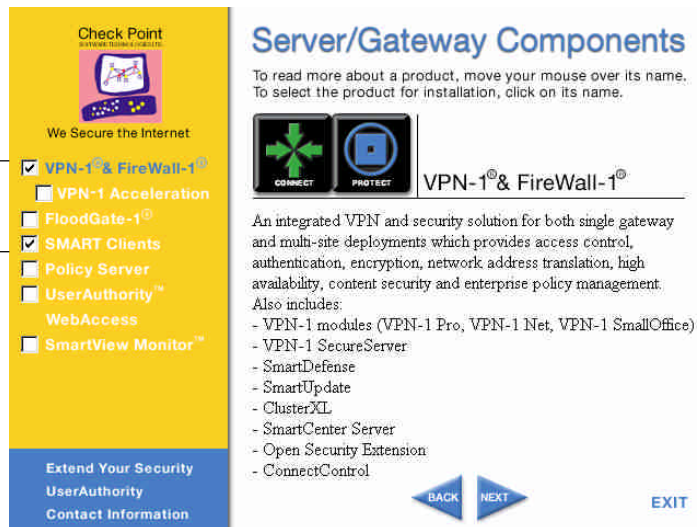 Check Point
SOFTWARE TECHNOLOGIES LTD.
We Secure the Internet
VPN-1® & FireWall-1®
VPN-1 Acceleration
FloodGate-1®
SMART Clients
Policy Server
UserAuthority™
WebAccess
SmartView Monitor™
Extend Your Security
UserAuthority
Contact Information
Server/Gateway Components
To read more about a product, move your mouse over its name.
To select the product for installation, click on its name.
CONNECT
PROTECT
VPN-1®& FireWall-1®
An integrated VPN and security solution for both single gateway
and multi-site deployments which provides access control,
authentication, encryption, network address translation, high
availability, content security and enterprise policy management.
Also includes:
- VPN-1 modules (VPN-1 Pro, VPN-1 Net, VPN-1 SmallOffice)
- VPN-1 SecureServer
- SmartDefense
- SmartUpdate
- ClusterXL
- SmartCenter Server
- Open Security Extension
- ConnectControl
BACK
NEXT
EXIT